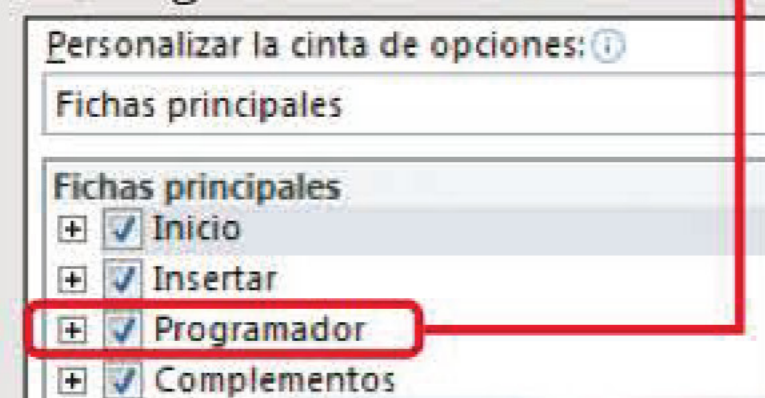 Personalizar la cinta de opciones:
Fichas principales
Fichas principales
Inicio
Insertar
Programador
Complementos